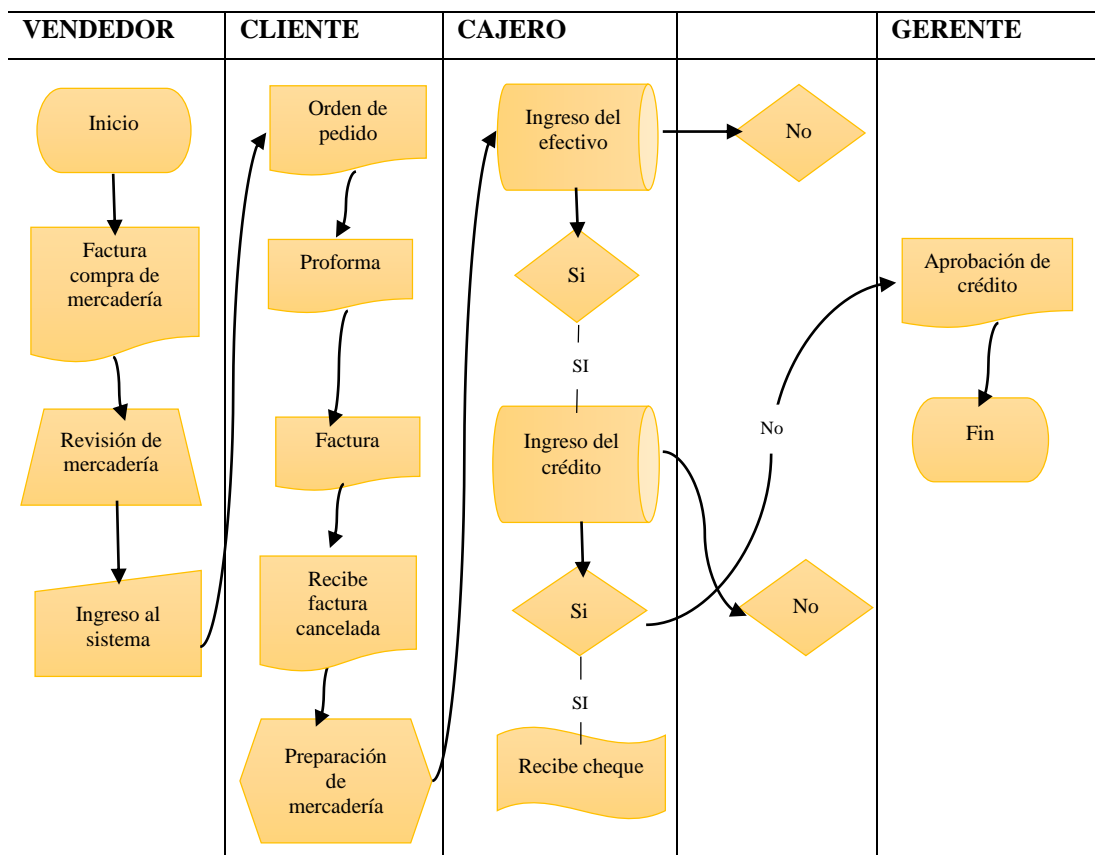 VENDEDOR
CLIENTE
CAJERO
GERENTE
Inicio
Factura
compra de
mercadería
Revisión de
mercadería
Ingreso al
sistema
Orden de
pedido
Proforma
Factura
Recibe
factura
cancelada
Preparación
de
mercadería
Ingreso del
efectivo
Si
SI
Ingreso del
crédito
Si
SI
Recibe cheque
No
No
No
Aprobación de
crédito
Fin